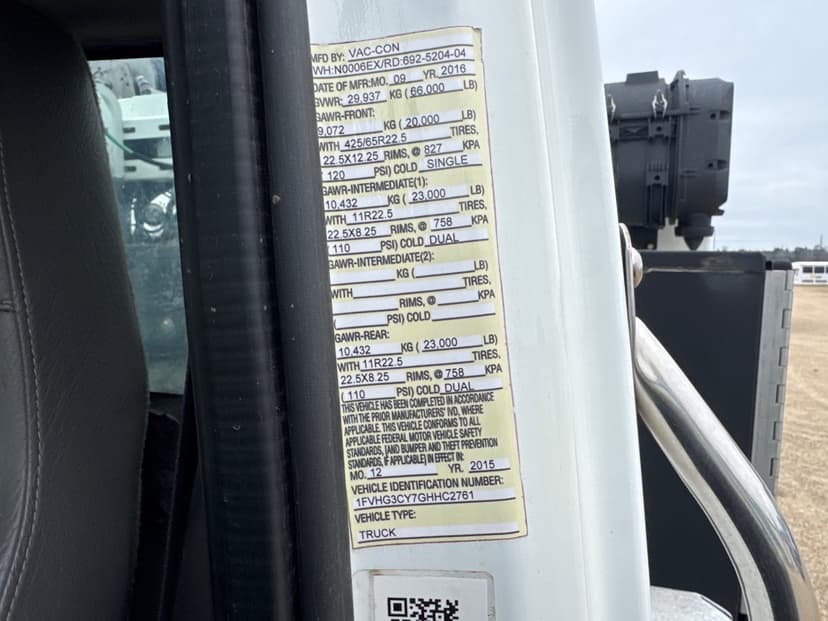 MFD BY: VAC-CON
WH:N0006EX/RD:692-5204-04
DATE OF MFR:MO. 09 YR. 2016
GVWR: 29,937 KG ( 66,000 LB)
GAWR-FRONT:
9,072 KG ( 20,000 LB)
WITH 425/65R22.5 TIRES,
22.5X12.25 RIMS, @ 827 KPA
( 120 PSI) COLD SINGLE
GAWR-INTERMEDIATE(1):
10,432 KG ( 23,000 LB)
WITH 11R22.5 TIRES,
22.5X8.25 RIMS, @ 758 KPA
( 110 PSI) COLD DUAL
GAWR-INTERMEDIATE(2):
KG ( LB)
WITH TIRES,
RIMS, @ KPA
( PSI) COLD
GAWR-REAR:
10,432 KG ( 23,000 LB)
WITH 11R22.5 TIRES,
22.5X8.25 RIMS, @ 758 KPA
( 110 PSI) COLD DUAL
THIS VEHICLE HAS BEEN COMPLETED IN ACCORDANCE
WITH THE PRIOR MANUFACTURERS' IVD, WHERE
APPLICABLE. THIS VEHICLE CONFORMS TO ALL
APPLICABLE FEDERAL MOTOR VEHICLE SAFETY
STANDARDS, [AND BUMPER AND THEFT PREVENTION
STANDARDS, IF APPLICABLE] IN EFFECT IN:
MO. 12 YR. 2015
VEHICLE IDENTIFICATION NUMBER:
1FVHG3CY7GHHC2761
VEHICLE TYPE:
TRUCK